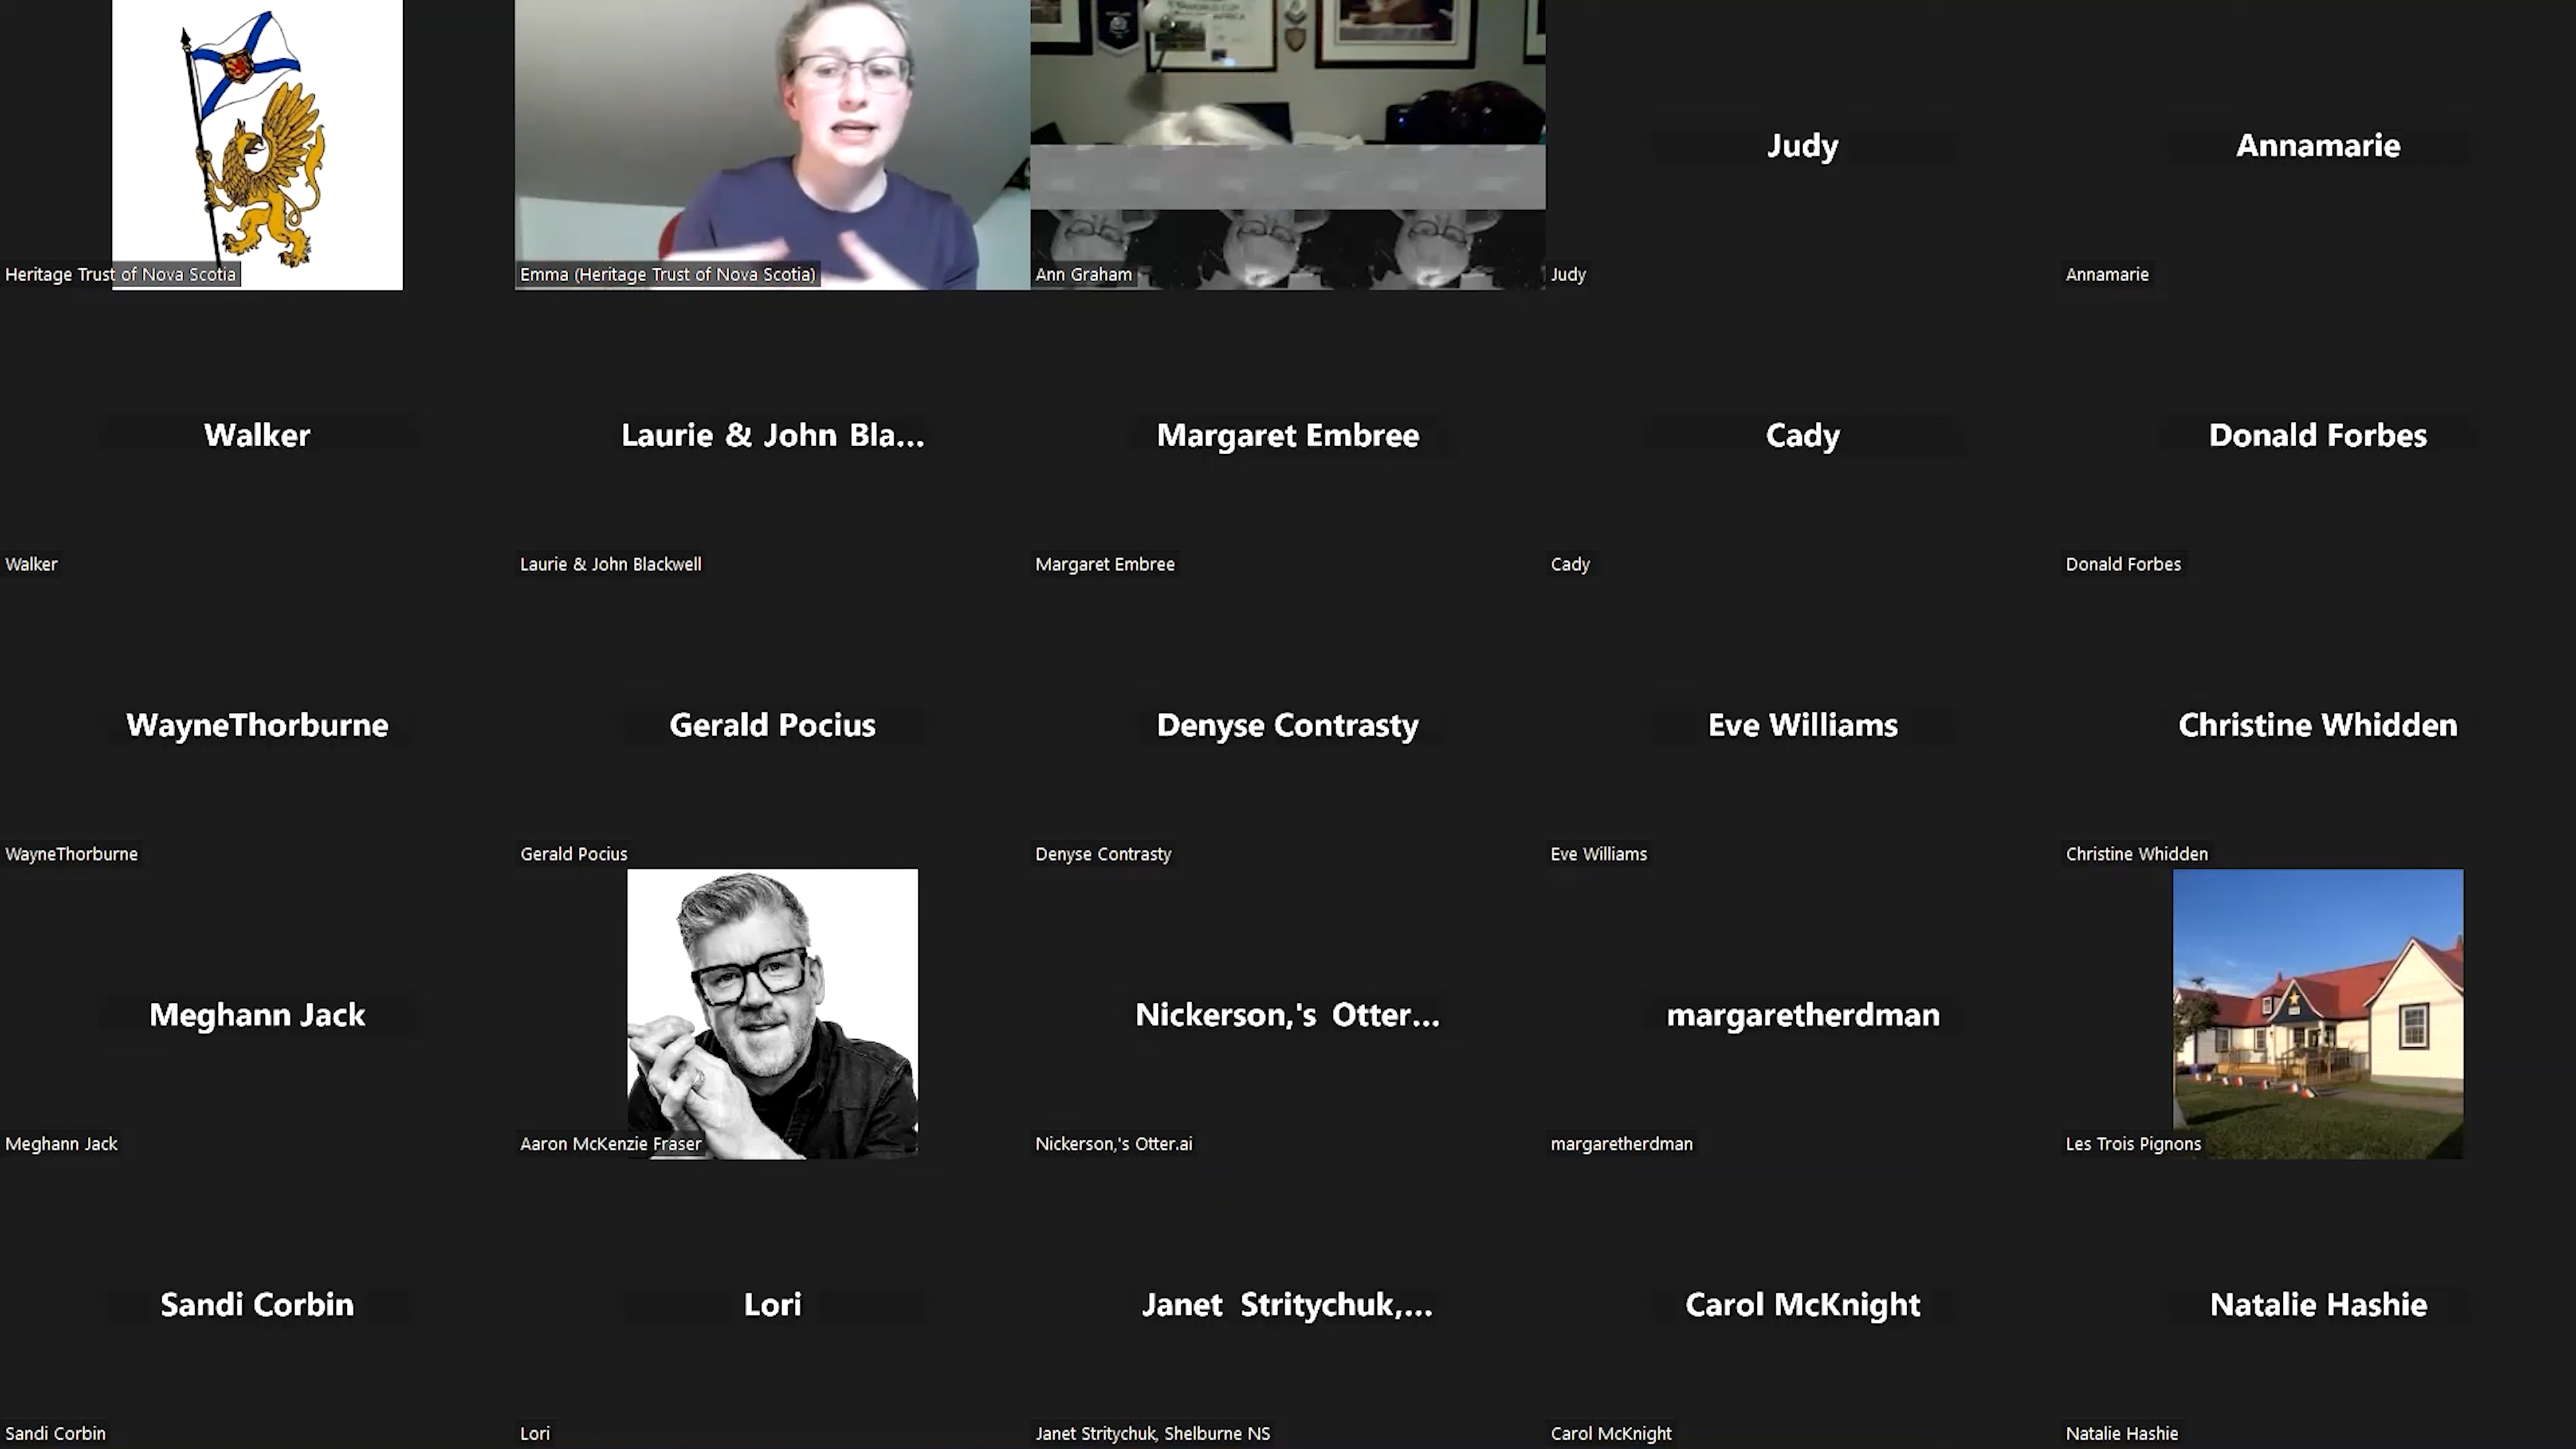 WORLD CUP
AFRICA
Judy
Annamarie
Heritage Trust of Nova Scotia
Emma (Heritage Trust of Nova Scotia)
Ann Graham
Judy
Annamarie
Walker
Laurie & John Bla...
Margaret Embree
Cady
Donald Forbes
Walker
Laurie & John Blackwell
Margaret Embree
Cady
Donald Forbes
WayneThorburne
Gerald Pocius
Denyse Contrasty
Eve Williams
Christine Whidden
WayneThorburne
Gerald Pocius
Denyse Contrasty
Eve Williams
Christine Whidden
Meghann Jack
Nickerson,'s Otter...
margaretherdman
Meghann Jack
Aaron McKenzie Fraser
Nickerson,'s Otter.ai
margaretherdman
Les Trois Pignons
Sandi Corbin
Lori
Janet Stritychuk,...
Carol McKnight
Natalie Hashie
Sandi Corbin
Lori
Janet Stritychuk, Shelburne NS
Carol McKnight
Natalie Hashie